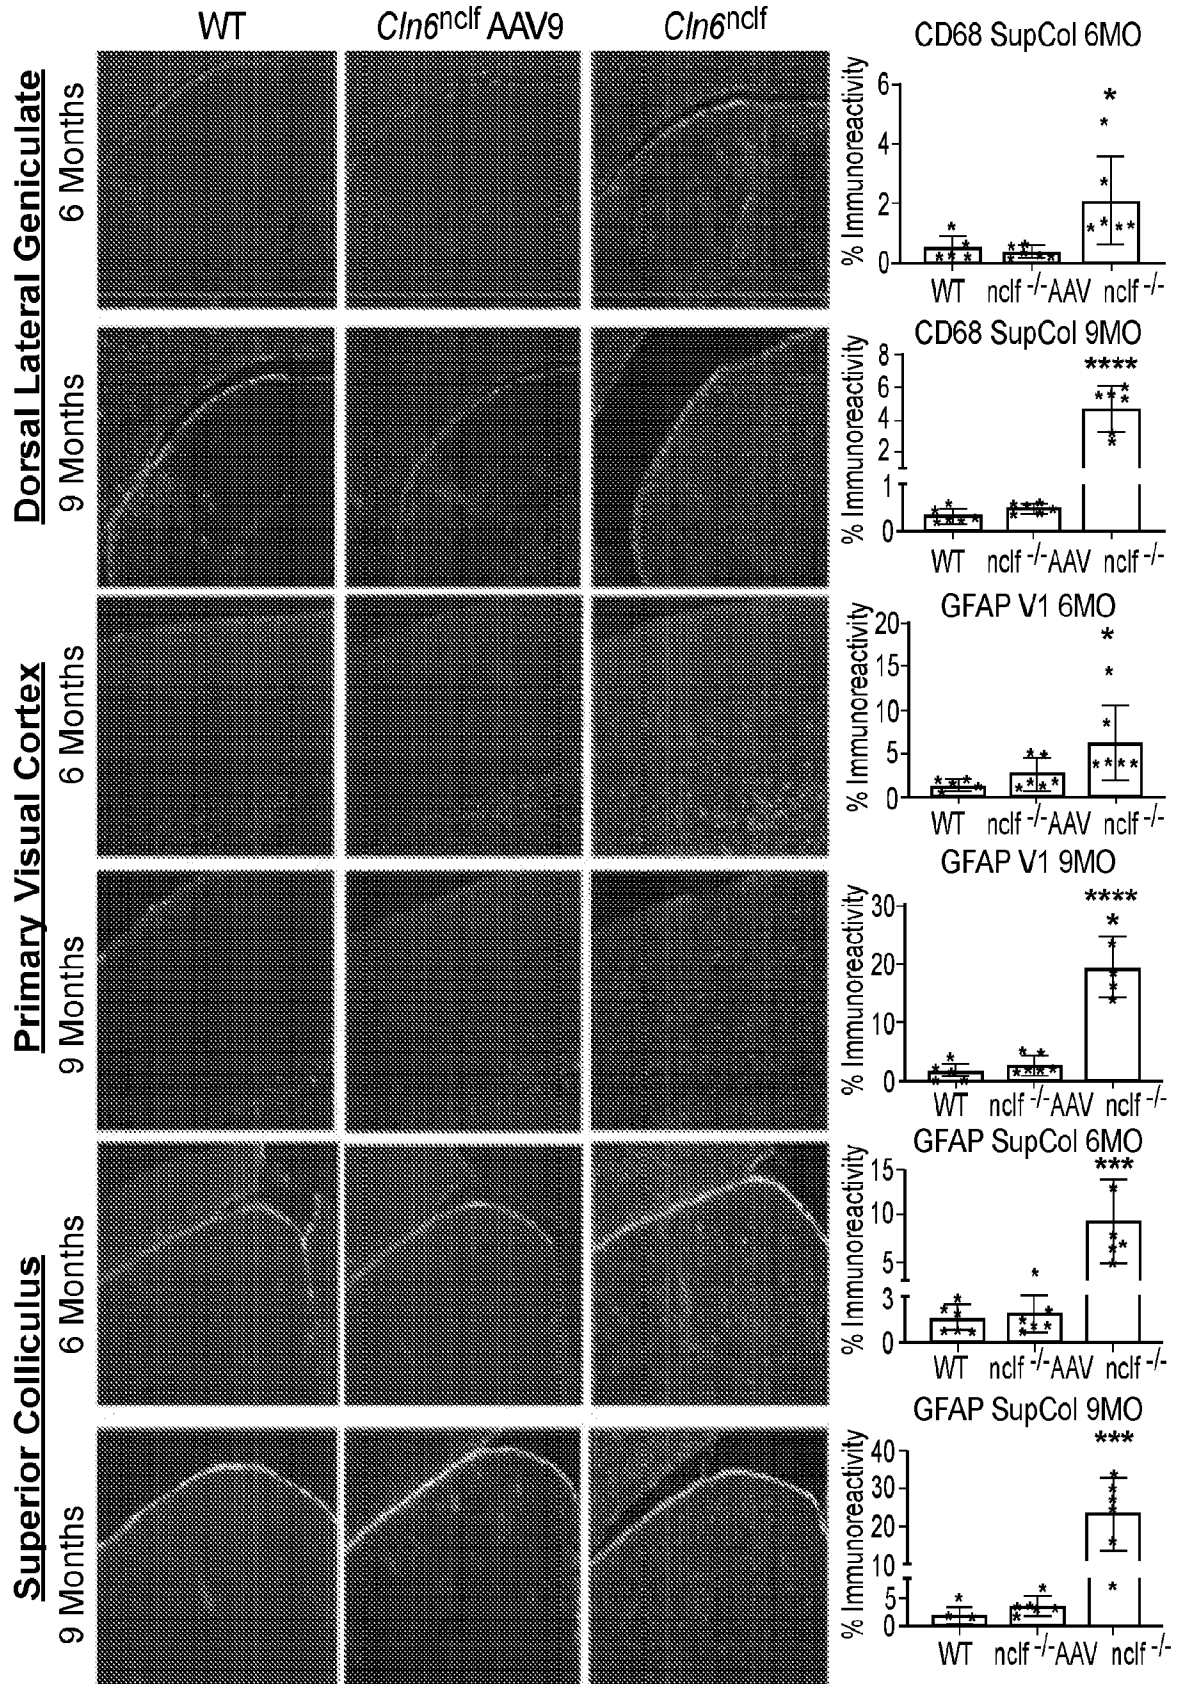 WT
Cln6nclf AAV9
Cln6nclf
Dorsal Lateral Geniculate
6 Months
9 Months
Primary Visual Cortex
6 Months
9 Months
Superior Colliculus
6 Months
9 Months
CD68 SupCol 6MO
% Immunoreactivity
6
*
4
2
0
WT nclf -/-AAV nclf -/-
CD68 SupCol 9MO
% Immunoreactivity
8
****
6
4
2
1
0
WT nclf -/-AAV nclf -/-
GFAP V1 6MO
% Immunoreactivity
20
*
15
10
5
0
WT nclf -/-AAV nclf -/-
GFAP V1 9MO
% Immunoreactivity
30
****
20
10
0
WT nclf -/-AAV nclf -/-
GFAP SupCol 6MO
% Immunoreactivity
15
***
10
5
3
0
WT nclf -/-AAV nclf -/-
GFAP SupCol 9MO
% Immunoreactivity
40
***
30
20
10
5
0
WT nclf -/-AAV nclf -/-